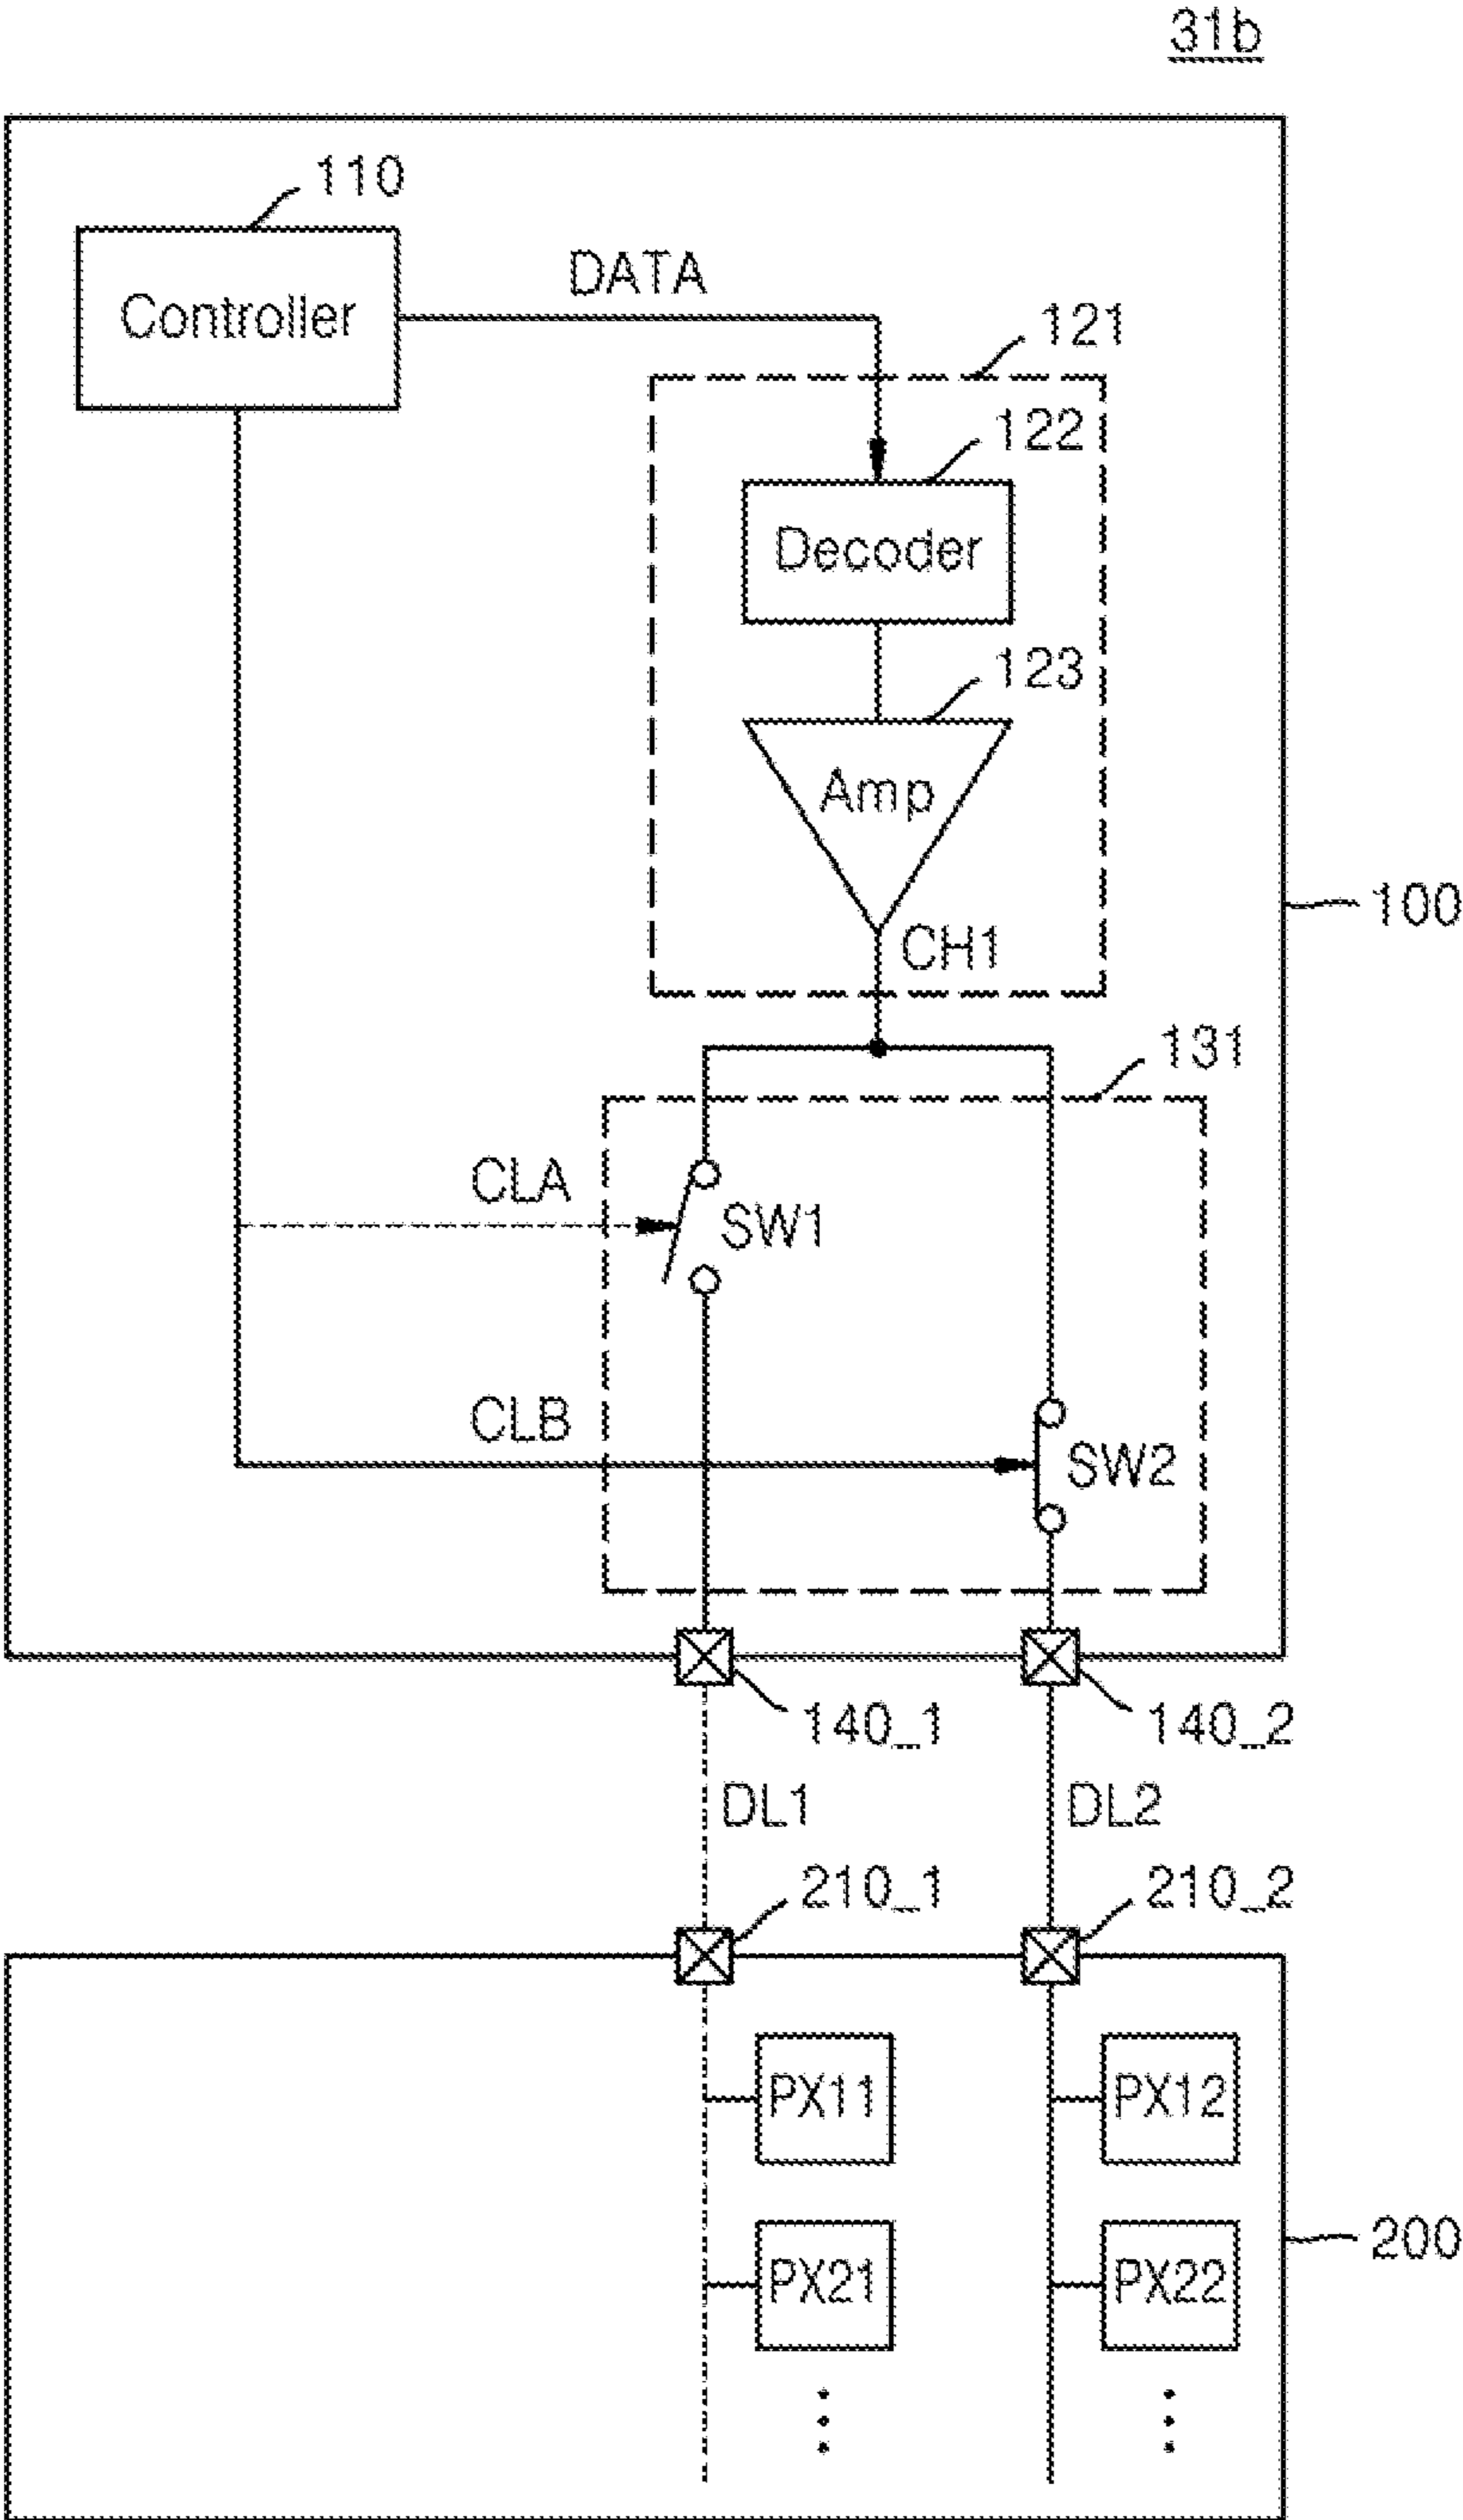 31b
110
Controller
DATA
121
122
Decoder
123
Amp
CH1
100
131
CLA
SW1
CLB
SW2
140_1
140_2
DL1
DL2
210_1
210_2
PX11
PX12
PX21
PX22
200